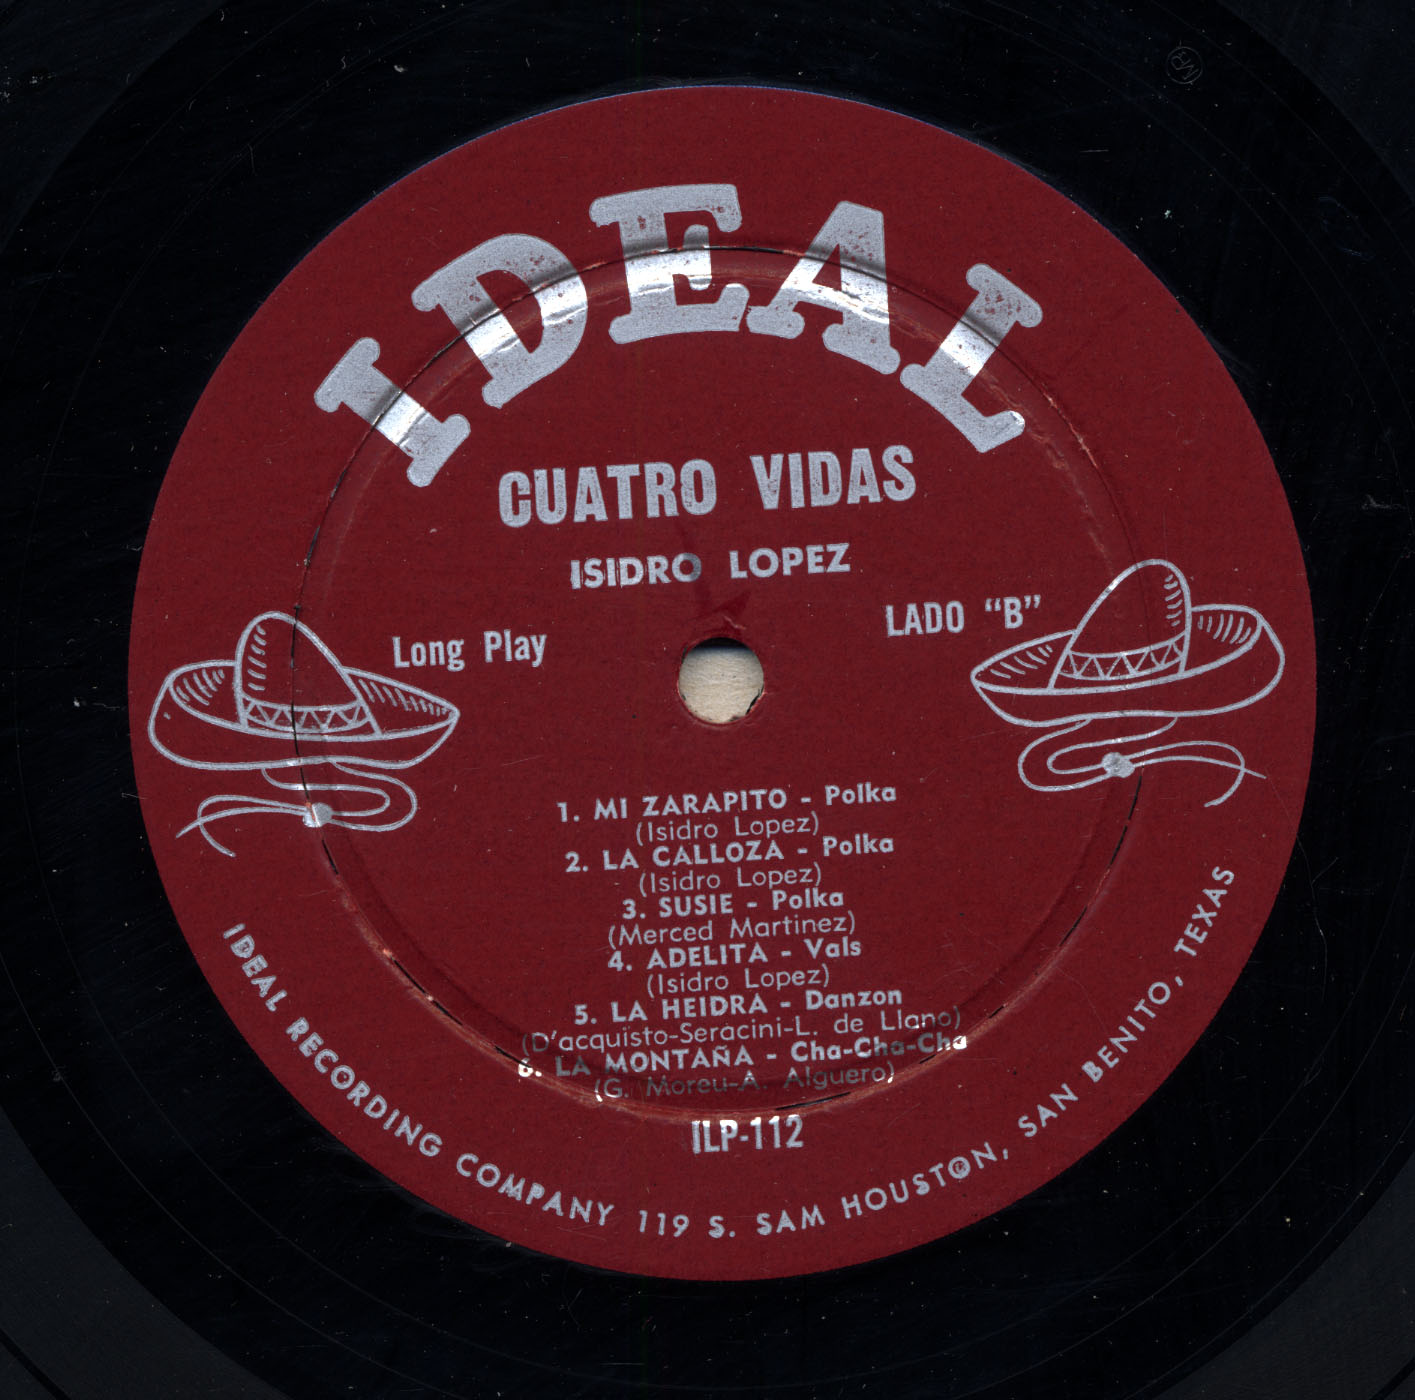 IDEAL
CUATRO VIDAS
ISIDRO LOPEZ
Long Play
LADO "B"
1. MI ZARAPITO - Polka
(Isidro Lopez)
2. LA CALLOZA - Polka
(Isidro Lopez)
3. SUSIE - Polka
(Merced Martinez)
4. ADELITA - Vals
(Isidro Lopez)
5. LA HEIDRA - Danzon
(D'acquisto-Seracini-L. de Llano)
6. LA MONTAÑA - Cha-Cha-Cha
(G. Moreu-A. Alguero)
ILP-112
IDEAL RECORDING COMPANY 119 S. SAM HOUSTON, SAN BENITO, TEXAS